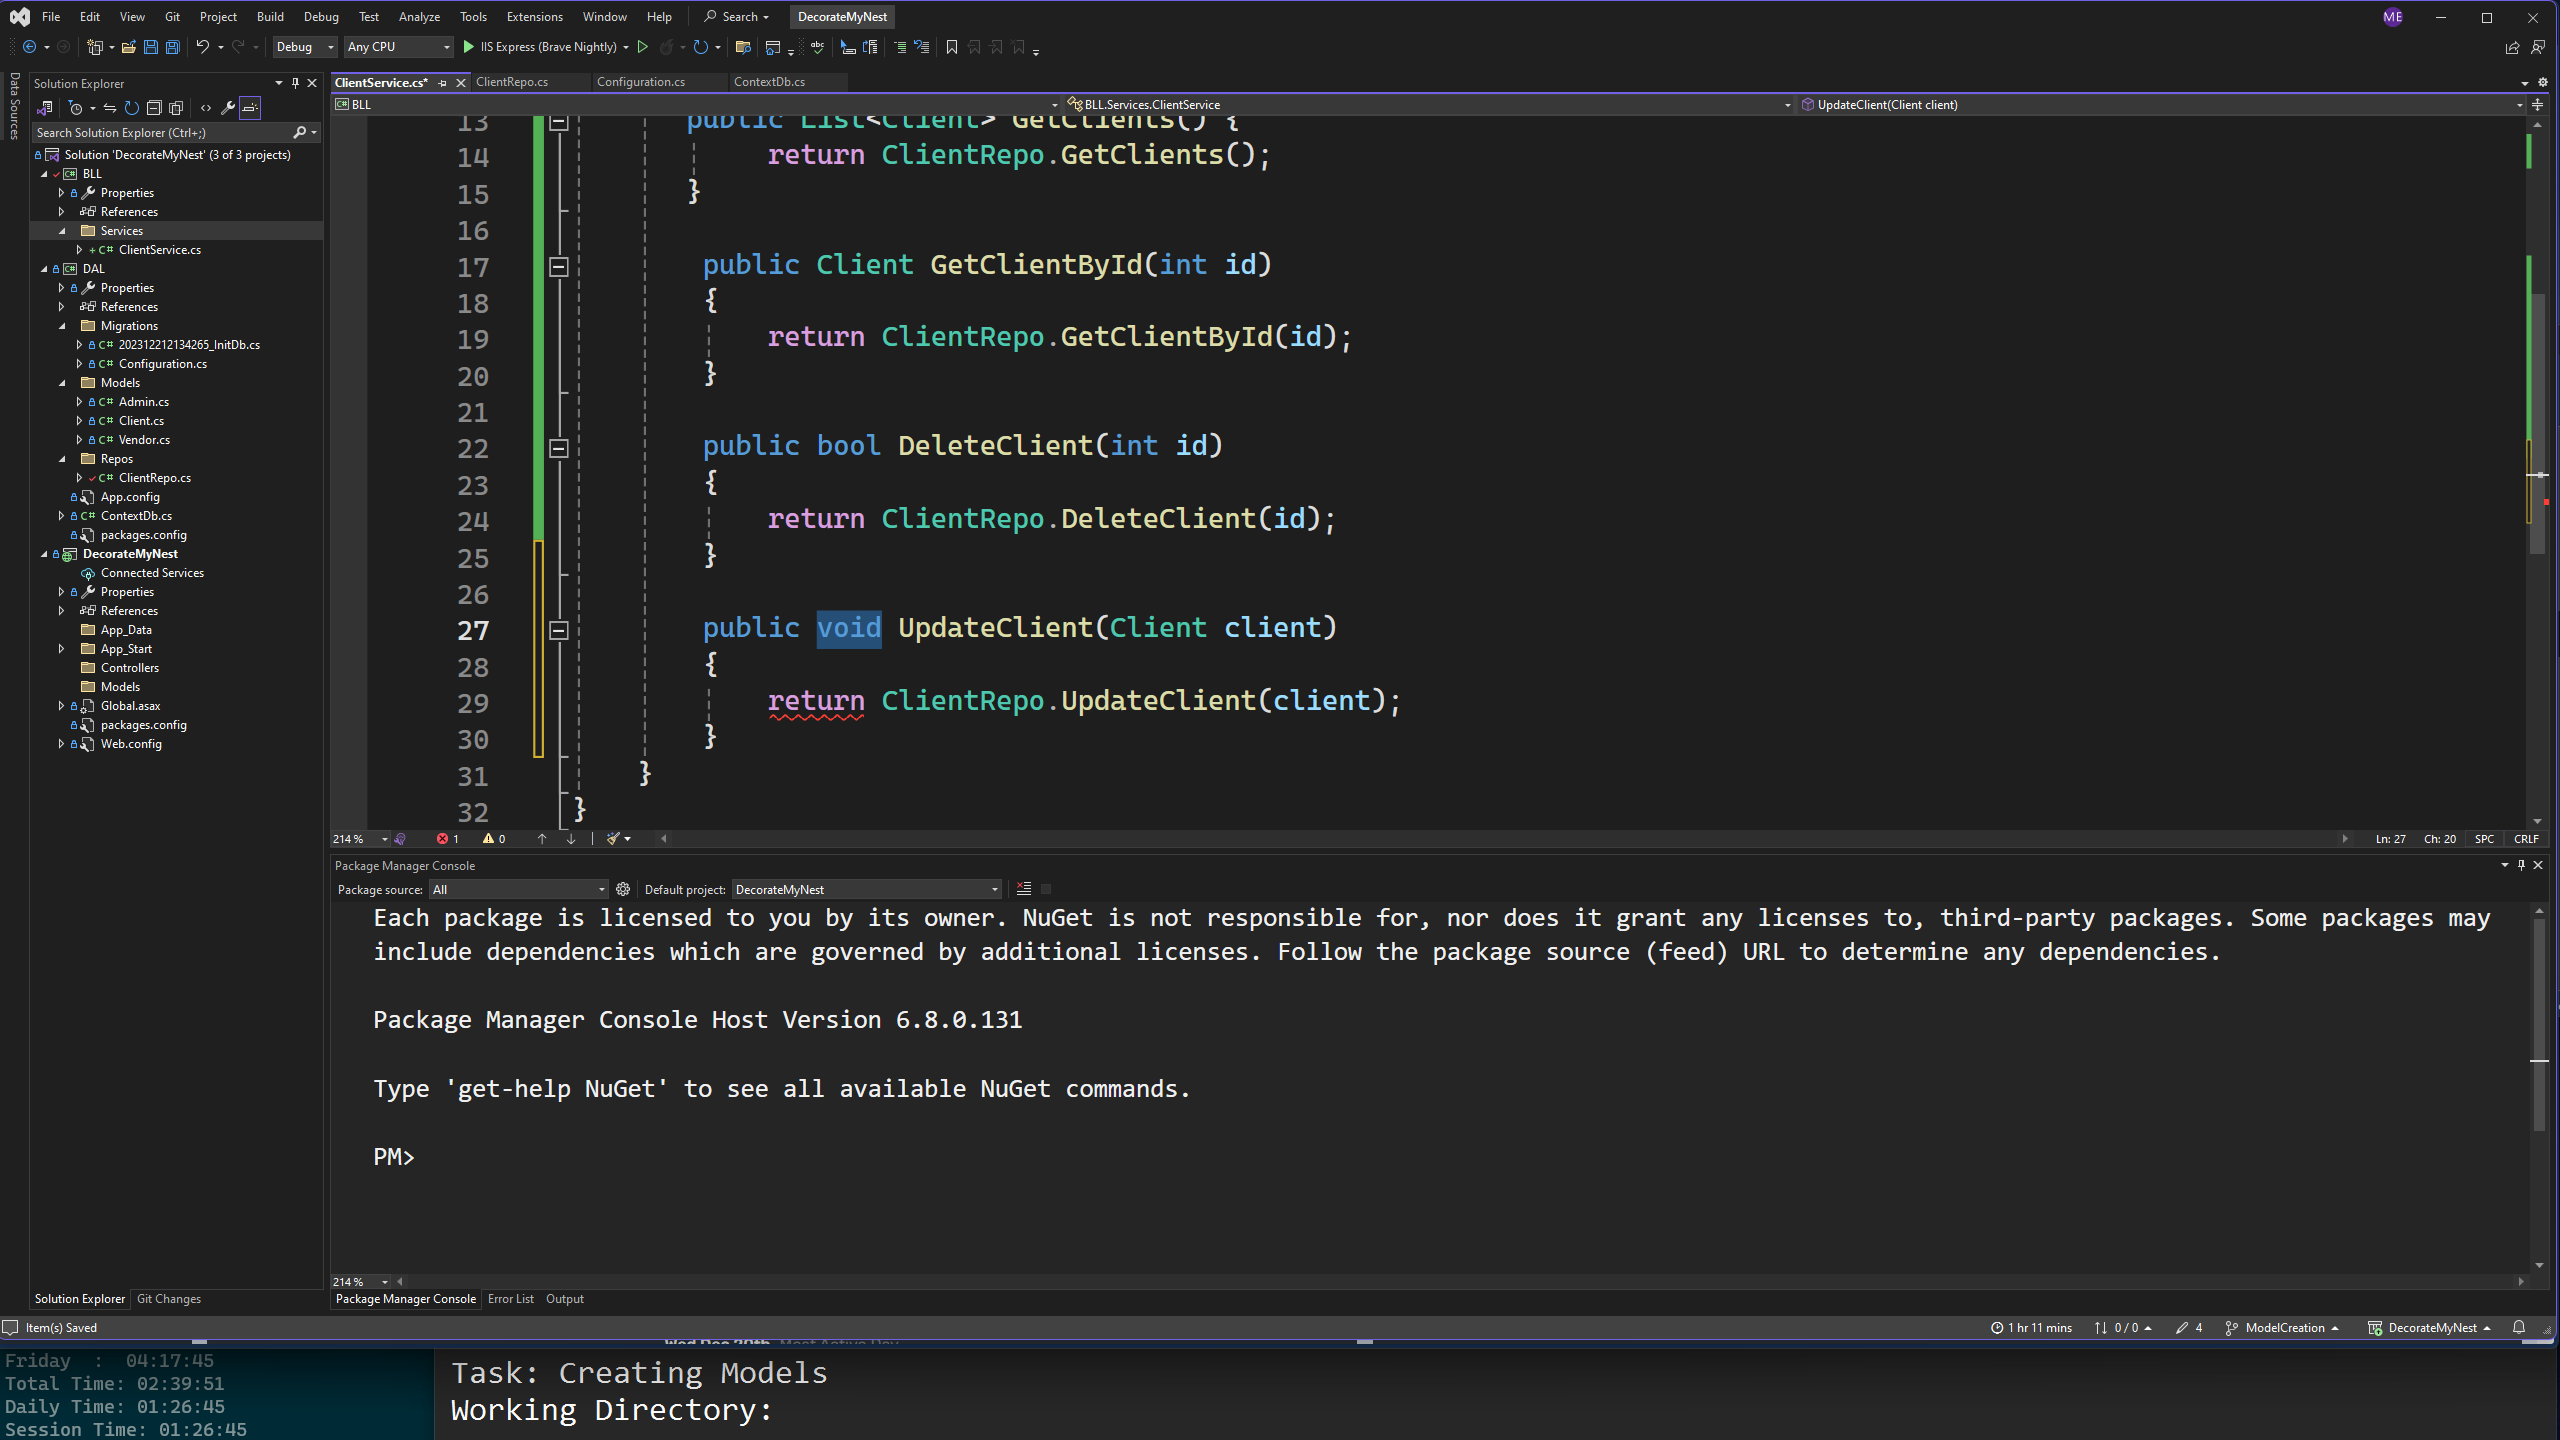 File Edit View Git Project Build Debug Test Analyze Tools Extensions Window Help Search DecorateMyNest ME
Debug Any CPU IIS Express (Brave Nightly)
Data Sources
Solution Explorer
Search Solution Explorer (Ctrl+;)
Solution 'DecorateMyNest' (3 of 3 projects)
BLL
Properties
References
Services
C# ClientService.cs
DAL
Properties
References
Migrations
C# 202312212134265_InitDb.cs
C# Configuration.cs
Models
C# Admin.cs
C# Client.cs
C# Vendor.cs
Repos
C# ClientRepo.cs
App.config
C# ContextDb.cs
packages.config
DecorateMyNest
Connected Services
Properties
References
App_Data
App_Start
Controllers
Models
Global.asax
packages.config
Web.config
Solution Explorer Git Changes
ClientService.cs* ClientRepo.cs Configuration.cs ContextDb.cs
BLL BLL.Services.ClientService UpdateClient(Client client)
13 public List<Client> GetClients() {
14 return ClientRepo.GetClients();
15 }
16
17 public Client GetClientById(int id)
18 {
19 return ClientRepo.GetClientById(id);
20 }
21
22 public bool DeleteClient(int id)
23 {
24 return ClientRepo.DeleteClient(id);
25 }
26
27 public void UpdateClient(Client client)
28 {
29 return ClientRepo.UpdateClient(client);
30 }
31 }
32 }
214 % 1 0 Ln: 27 Ch: 20 SPC CRLF
Package Manager Console
Package source: All Default project: DecorateMyNest
Each package is licensed to you by its owner. NuGet is not responsible for, nor does it grant any licenses to, third-party packages. Some packages may
include dependencies which are governed by additional licenses. Follow the package source (feed) URL to determine any dependencies.
Package Manager Console Host Version 6.8.0.131
Type 'get-help NuGet' to see all available NuGet commands.
PM>
214 %
Package Manager Console Error List Output
Item(s) Saved 1 hr 11 mins 0 / 0 4 ModelCreation DecorateMyNest
Wed Dec 20th Most Active Day
Friday : 04:17:45
Total Time: 02:39:51
Daily Time: 01:26:45
Session Time: 01:26:45
Task: Creating Models
Working Directory: